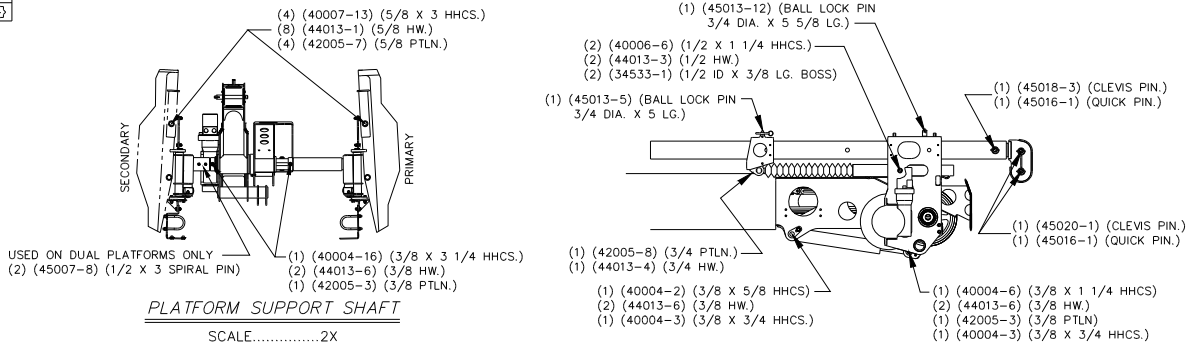 (4) (40007-13) (5/8 X 3 HHCS.)
(8) (44013-1) (5/8 HW.)
(4) (42005-7) (5/8 PTLN.)
SECONDARY
PRIMARY
USED ON DUAL PLATFORMS ONLY
(2) (45007-8) (1/2 X 3 SPIRAL PIN)
(1) (40004-16) (3/8 X 3 1/4 HHCS.)
(2) (44013-6) (3/8 HW.)
(1) (42005-3) (3/8 PTLN.)
PLATFORM SUPPORT SHAFT
SCALE...............2X
(1) (45013-12) (BALL LOCK PIN
3/4 DIA. X 5 5/8 LG.)
(2) (40006-6) (1/2 X 1 1/4 HHCS.)
(2) (44013-3) (1/2 HW.)
(2) (34533-1) (1/2 ID X 3/8 LG. BOSS)
(1) (45013-5) (BALL LOCK PIN
3/4 DIA. X 5 LG.)
(1) (45018-3) (CLEVIS PIN.)
(1) (45016-1) (QUICK PIN.)
(1) (45020-1) (CLEVIS PIN.)
(1) (45016-1) (QUICK PIN.)
(1) (42005-8) (3/4 PTLN.)
(1) (44013-4) (3/4 HW.)
(1) (40004-2) (3/8 X 5/8 HHCS)
(2) (44013-6) (3/8 HW.)
(1) (40004-3) (3/8 X 3/4 HHCS.)
(1) (40004-6) (3/8 X 1 1/4 HHCS)
(2) (44013-6) (3/8 HW.)
(1) (42005-3) (3/8 PTLN)
(1) (40004-3) (3/8 X 3/4 HHCS.)